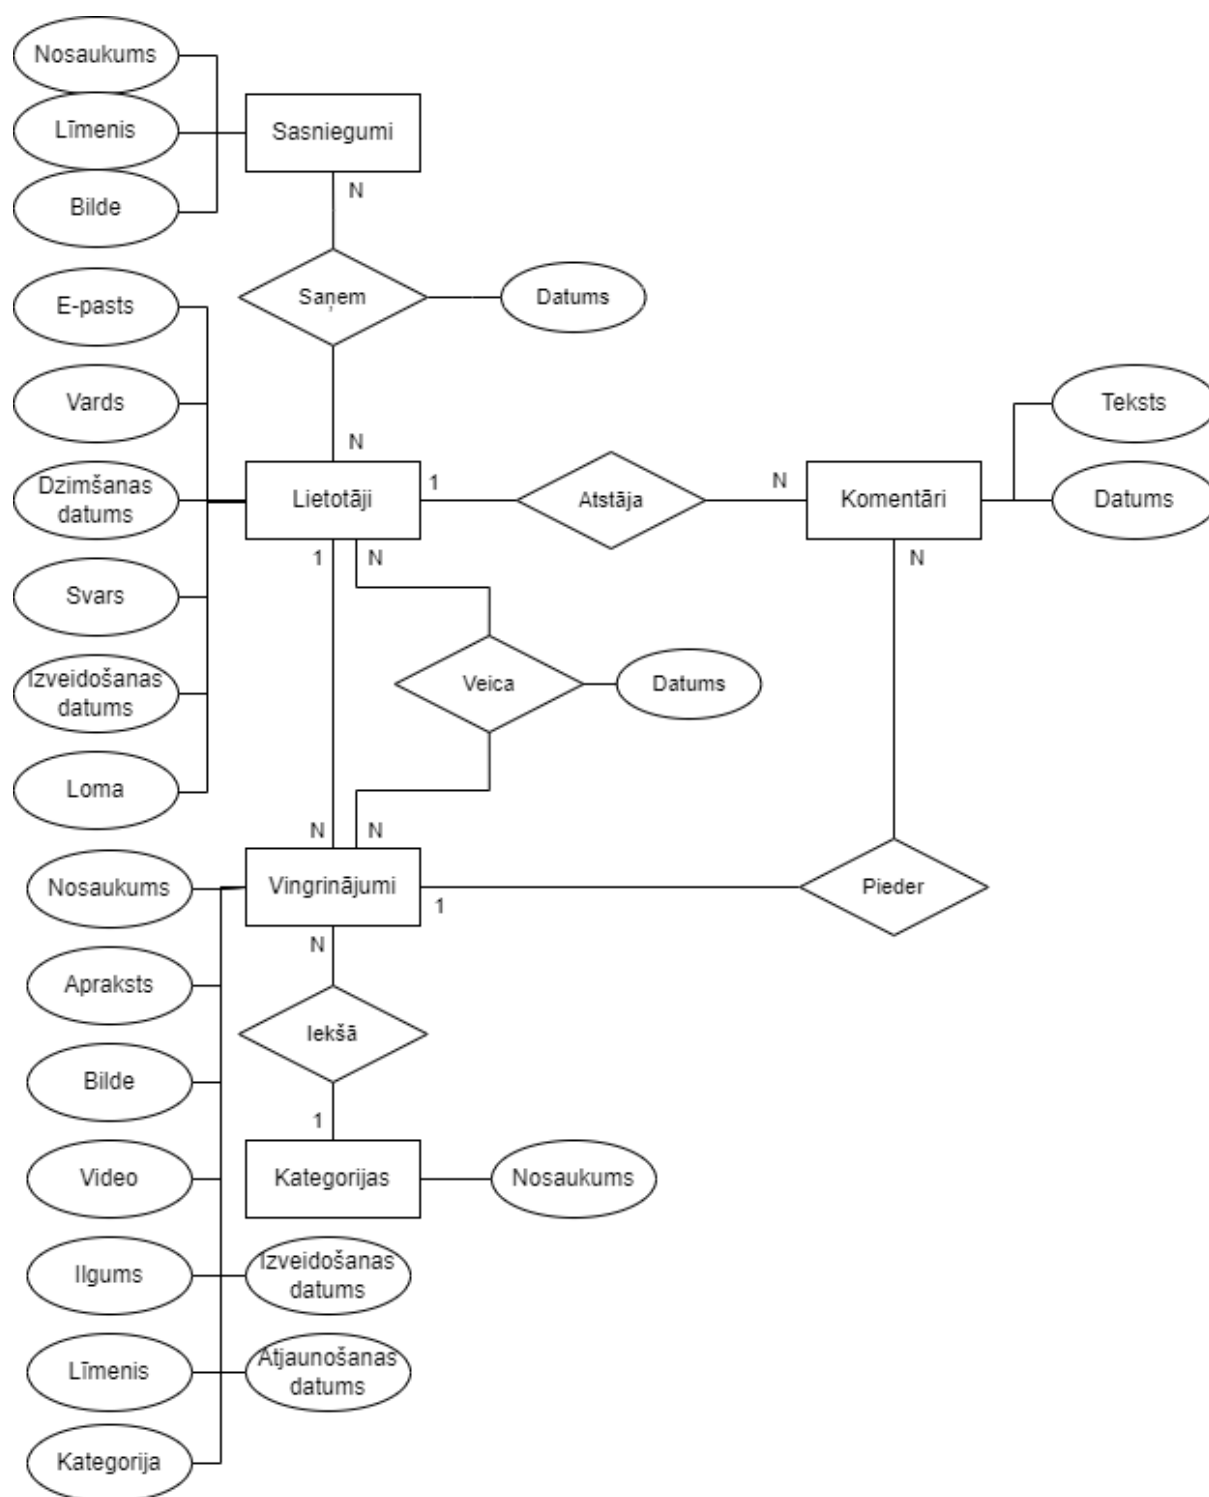 Nosaukums
Līmenis
Sasniegumi
Bilde
N
E-pasts
Saņem
Datums
Vards
Teksts
N
Dzimšanas
datums
Lietotāji
1
Atstāja
N
Komentāri
Datums
1
N
N
Svars
Izveidošanas
datums
Veica
Datums
Loma
N
N
Nosaukums
Vingrinājumi
1
Pieder
N
Apraksts
Iekšā
Bilde
1
Video
Kategorijas
Nosaukums
Ilgums
Izveidošanas
datums
Līmenis
Atjaunošanas
datums
Kategorija